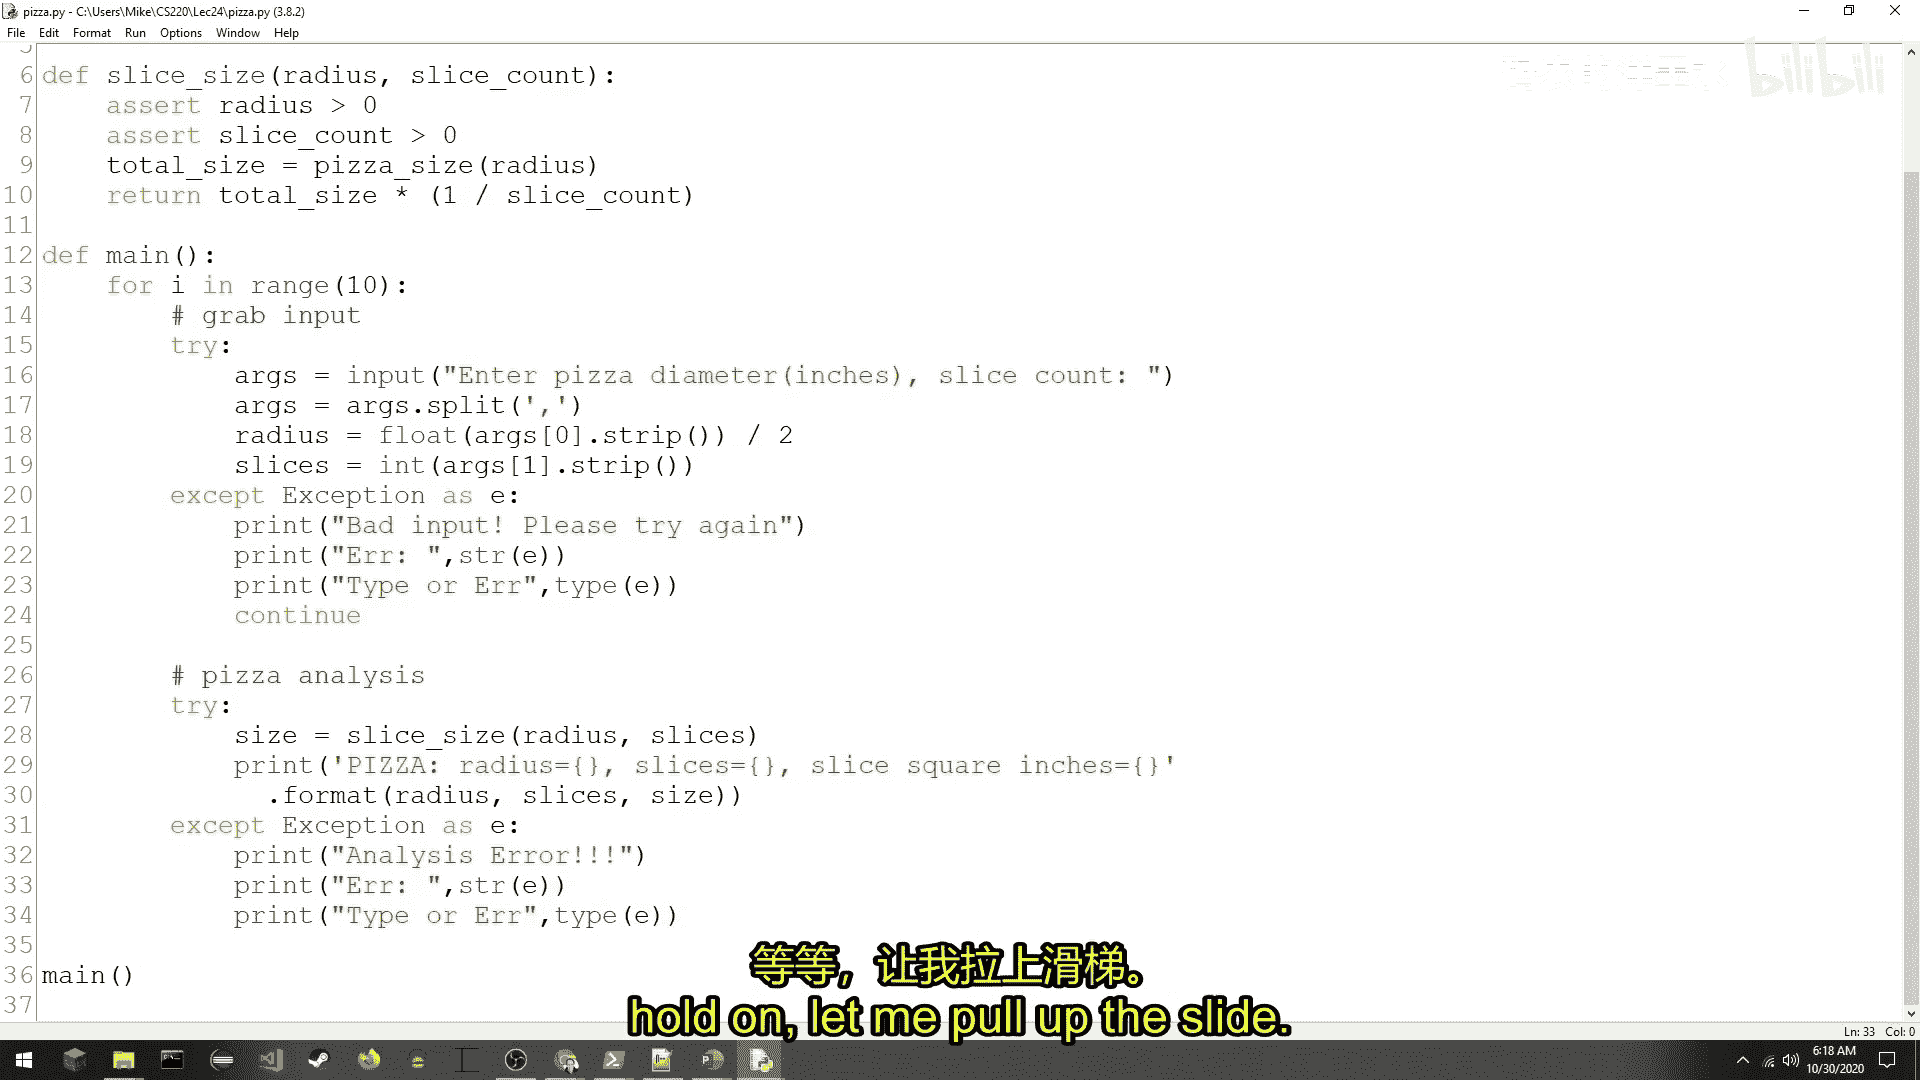 pizza.py - C:\Users\Mike\CS220\Lec24\pizza.py (3.8.2)
File Edit Format Run Options Window Help
bilibili
6 def slice_size(radius, slice_count):
7     assert radius > 0
8     assert slice_count > 0
9     total_size = pizza_size(radius)
10     return total_size * (1 / slice_count)
11
12 def main():
13     for i in range(10):
14         # grab input
15         try:
16             args = input("Enter pizza diameter(inches), slice count: ")
17             args = args.split(',')
18             radius = float(args[0].strip()) / 2
19             slices = int(args[1].strip())
20         except Exception as e:
21             print("Bad input! Please try again")
22             print("Err: ",str(e))
23             print("Type or Err",type(e))
24             continue
25
26         # pizza analysis
27         try:
28             size = slice_size(radius, slices)
29             print('PIZZA: radius={}, slices={}, slice square inches={}'
30               .format(radius, slices, size))
31         except Exception as e:
32             print("Analysis Error!!!")
33             print("Err: ",str(e))
34             print("Type or Err",type(e))
35
36 main()
37
等等，让我拉上滑梯。
hold on, let me pull up the slide.
Ln: 33 Col: 0
6:18 AM
10/30/2020